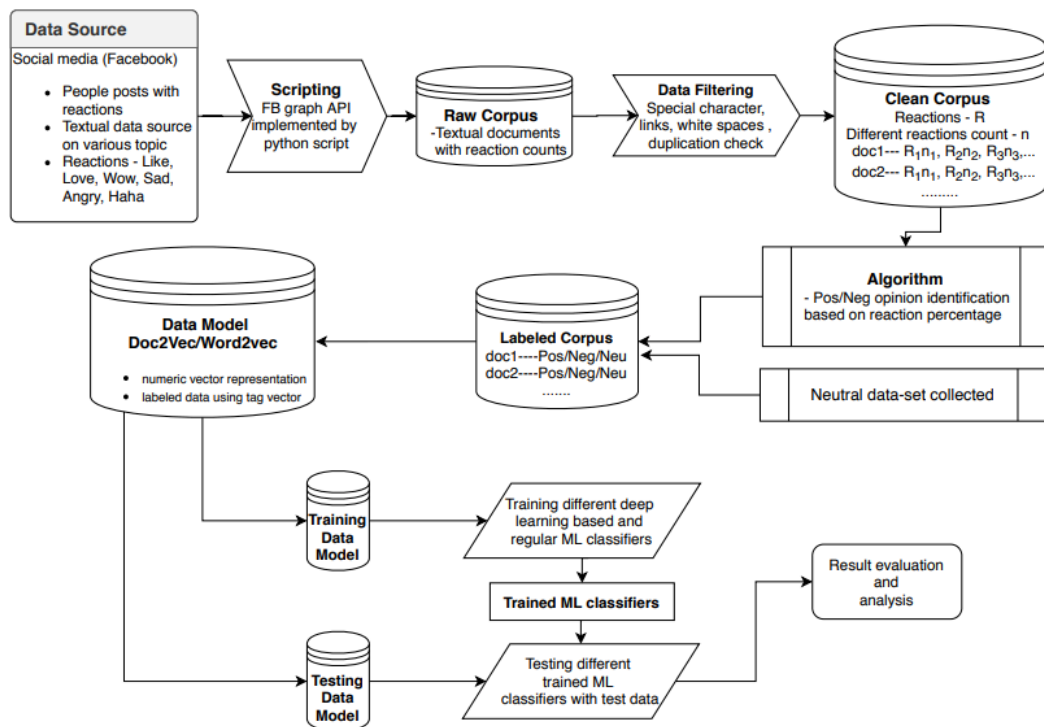 Data Source
Social media (Facebook)
• People posts with
reactions
• Textual data source
on various topic
• Reactions - Like,
Love, Wow, Sad,
Angry, Haha
Scripting
FB graph API
implemented by
python script
Raw Corpus
-Textual documents
with reaction counts
Data Filtering
Special character,
links, white spaces ,
duplication check
Clean Corpus
Reactions - R
Different reactions count - n
doc1--- R₁n₁, R₂n₂, R₃n₃,...
doc2--- R₁n₁, R₂n₂, R₃n₃,...
.........
Algorithm
- Pos/Neg opinion identification
based on reaction percentage
Neutral data-set collected
Labeled Corpus
doc1----Pos/Neg/Neu
doc2----Pos/Neg/Neu
.......
Data Model
Doc2Vec/Word2vec
• numeric vector representation
• labeled data using tag vector
Training
Data
Model
Training different deep
learning based and
regular ML classifiers
Trained ML classifiers
Testing
Data
Model
Testing different
trained ML
classifiers with test data
Result evaluation
and
analysis